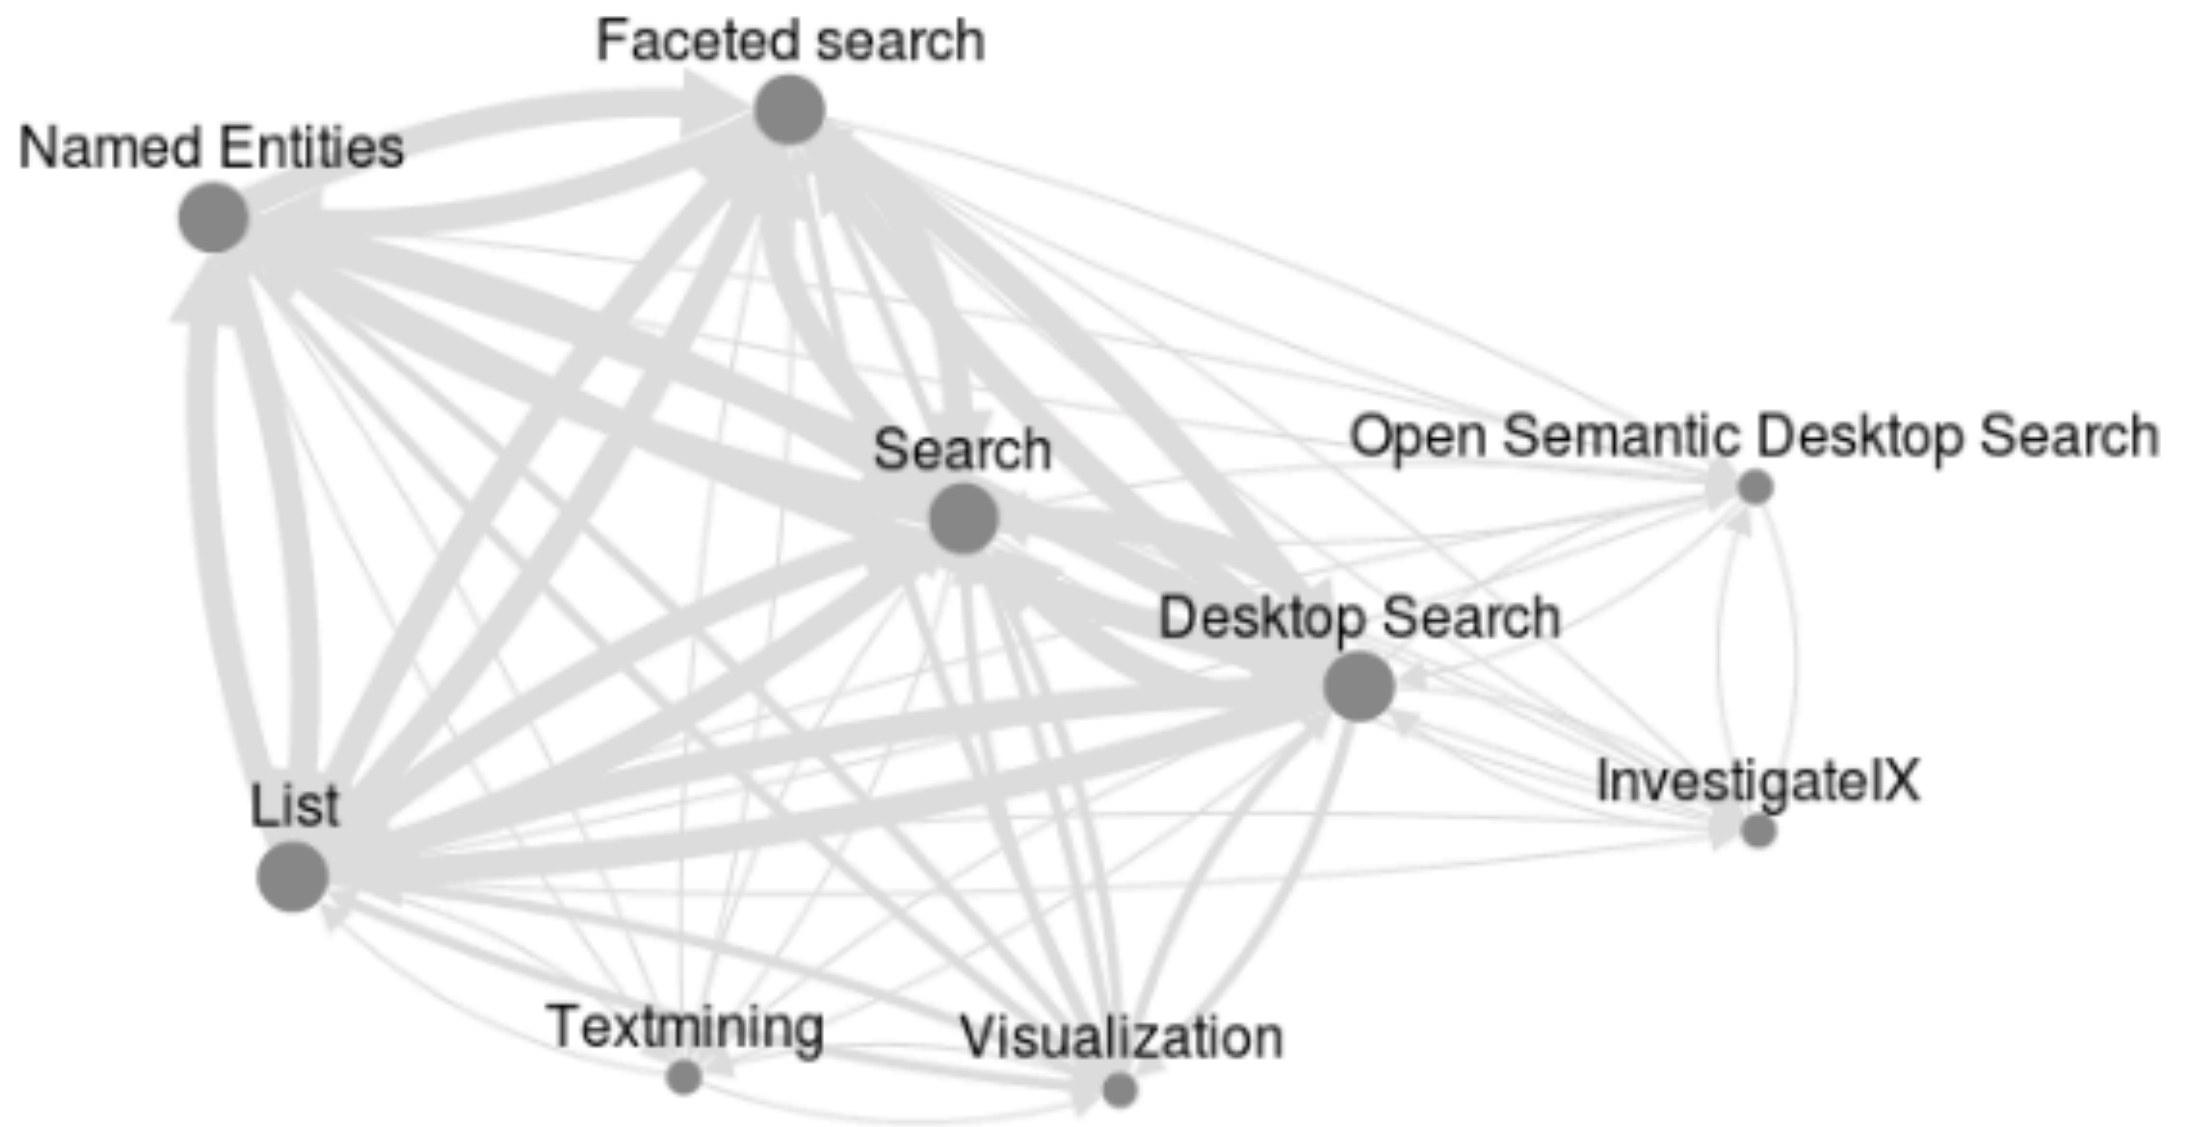 Faceted search
Named Entities
Search
Open Semantic Desktop Search
Desktop Search
InvestigateIX
List
Textmining
Visualization